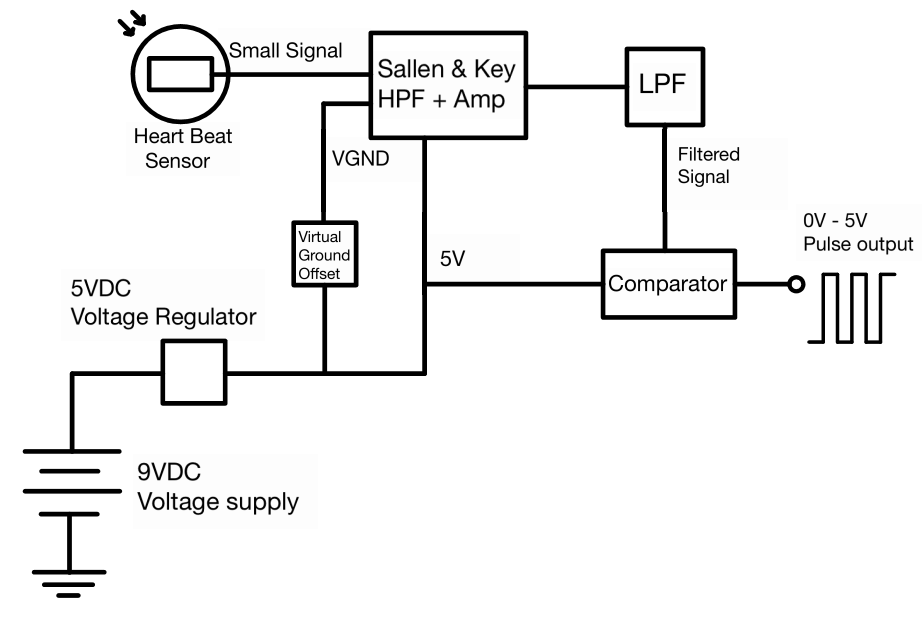 Small Signal
Heart Beat
Sensor
Sallen & Key
HPF + Amp
LPF
VGND
Filtered
Signal
Virtual
Ground
Offset
5V
Comparator
0V - 5V
Pulse output
5VDC
Voltage Regulator
9VDC
Voltage supply